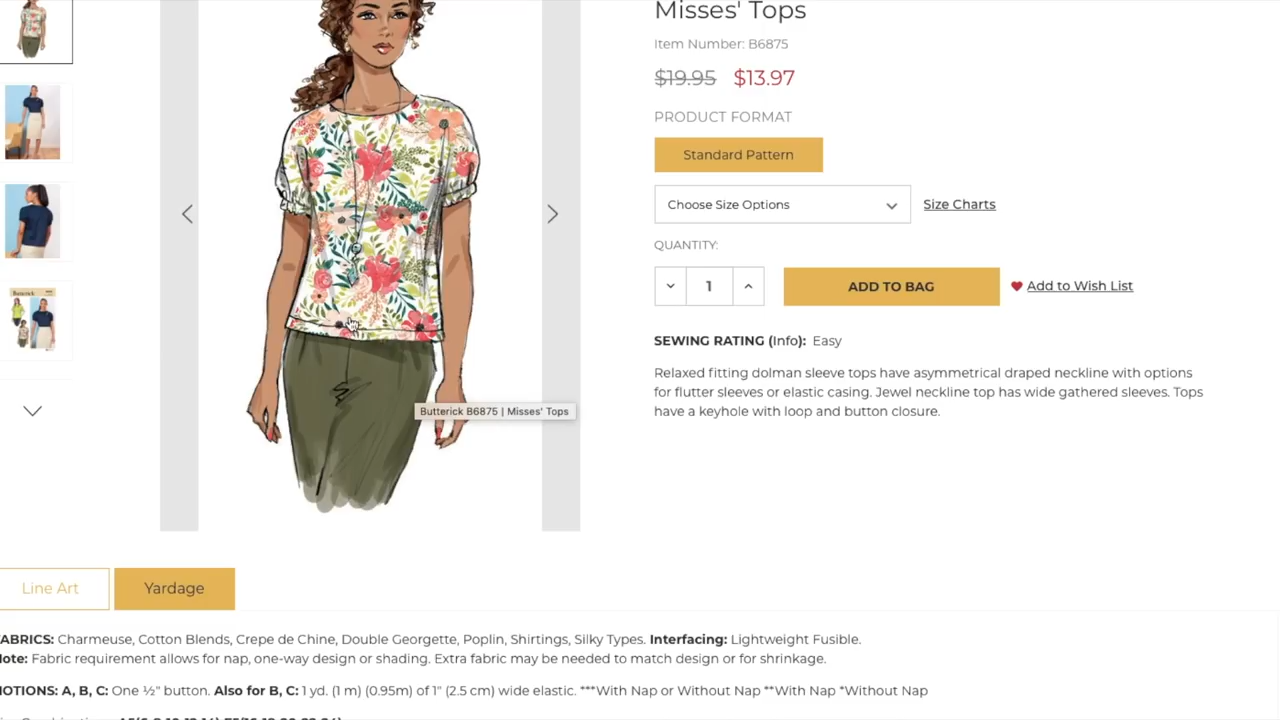 Misses' Tops
Item Number: B6875
$19.95 $13.97
PRODUCT FORMAT
Standard Pattern
Choose Size Options
Size Charts
QUANTITY:
1
ADD TO BAG
Add to Wish List
SEWING RATING (Info): Easy
Relaxed fitting dolman sleeve tops have asymmetrical draped neckline with options
for flutter sleeves or elastic casing. Jewel neckline top has wide gathered sleeves. Tops
have a keyhole with loop and button closure.
Butterick
Butterick B6875 | Misses' Tops
Line Art
Yardage
ABRICS: Charmeuse, Cotton Blends, Crepe de Chine, Double Georgette, Poplin, Shirtings, Silky Types. Interfacing: Lightweight Fusible.
lote: Fabric requirement allows for nap, one-way design or shading. Extra fabric may be needed to match design or for shrinkage.
IOTIONS: A, B, C: One ½" button. Also for B, C: 1 yd. (1 m) (0.95m) of 1" (2.5 cm) wide elastic. ***With Nap or Without Nap **With Nap *Without Nap